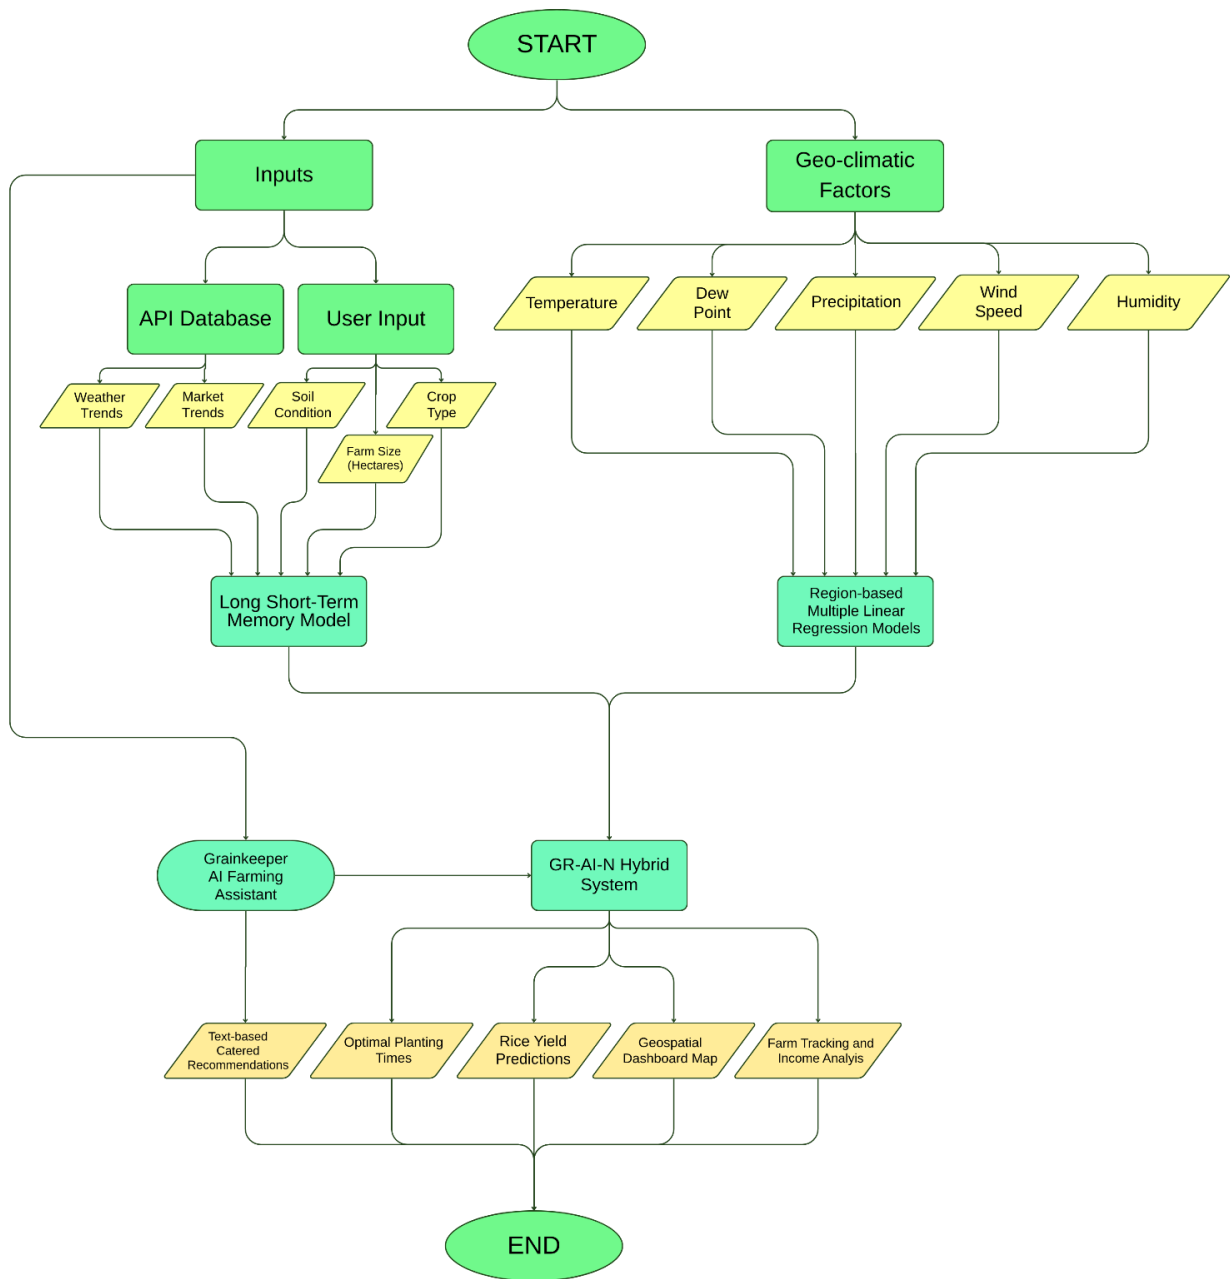 START
Inputs
Geo-climatic
Factors
API Database
User Input
Temperature
Dew
Point
Precipitation
Wind
Speed
Humidity
Weather
Trends
Market
Trends
Soil
Condition
Crop
Type
Farm Size
(Hectares)
Long Short-Term
Memory Model
Region-based
Multiple Linear
Regression Models
Grainkeeper
AI Farming
Assistant
GR-AI-N Hybrid
System
Text-based
Catered
Recommendations
Optimal Planting
Times
Rice Yield
Predictions
Geospatial
Dashboard Map
Farm Tracking and
Income Analyis
END